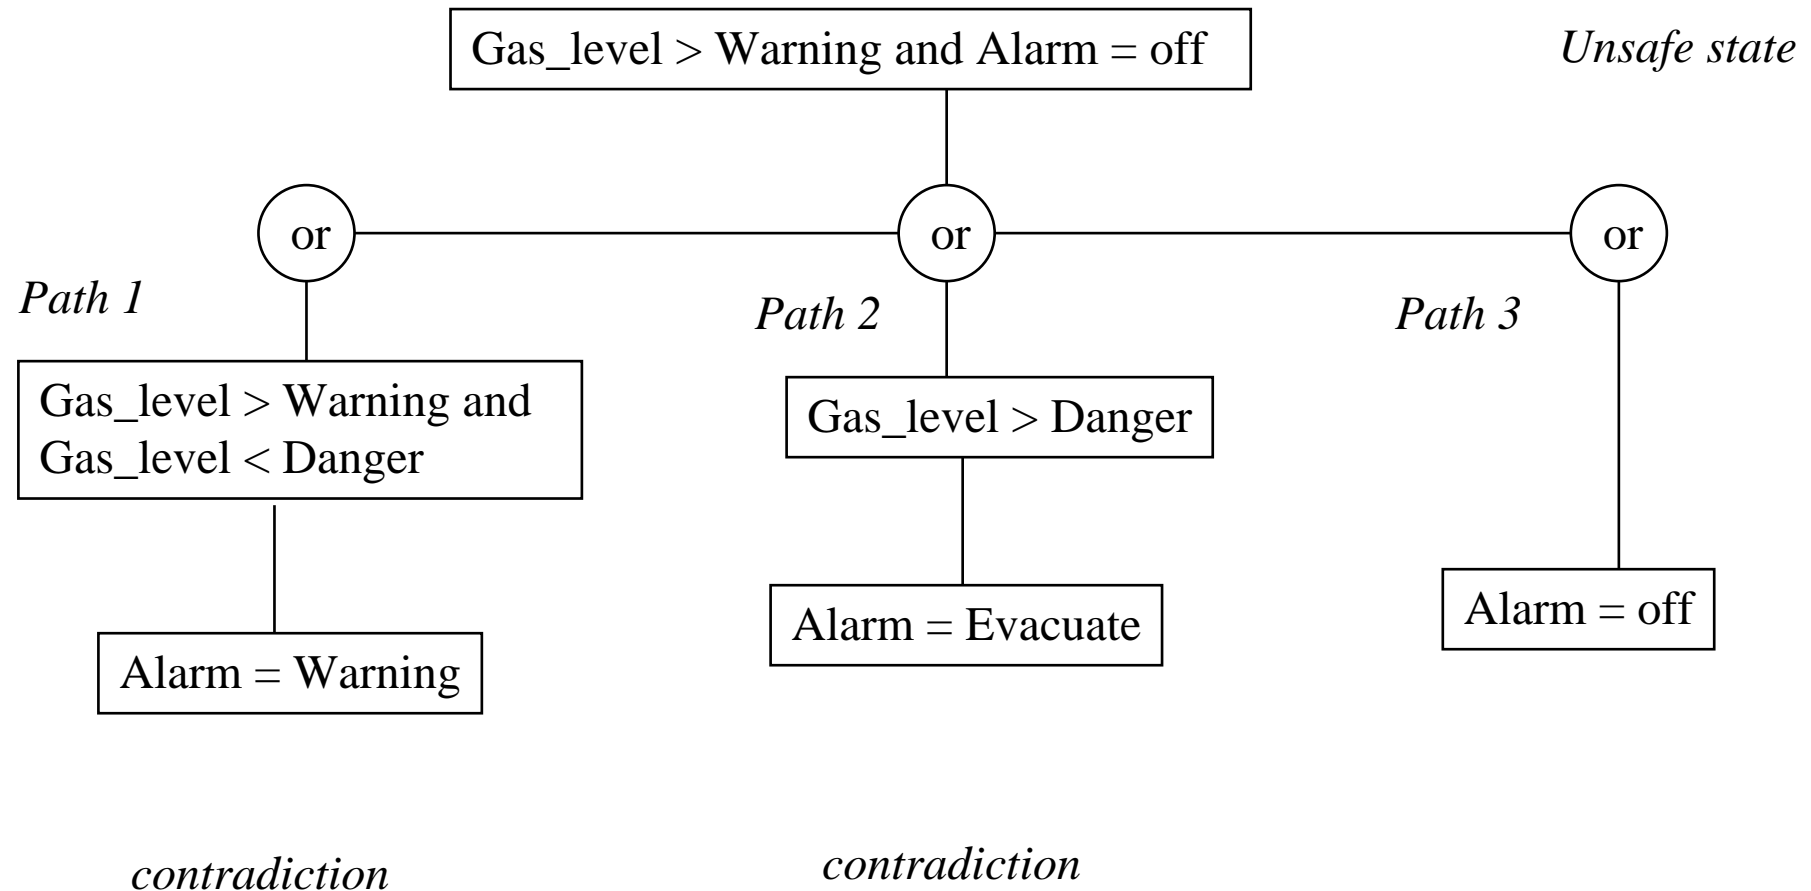 Gas_level > Warning and Alarm = off
Unsafe state
or
or
or
Path 1
Path 2
Path 3
Gas_level > Warning and
Gas_level < Danger
Gas_level > Danger
Alarm = Warning
Alarm = Evacuate
Alarm = off
contradiction
contradiction